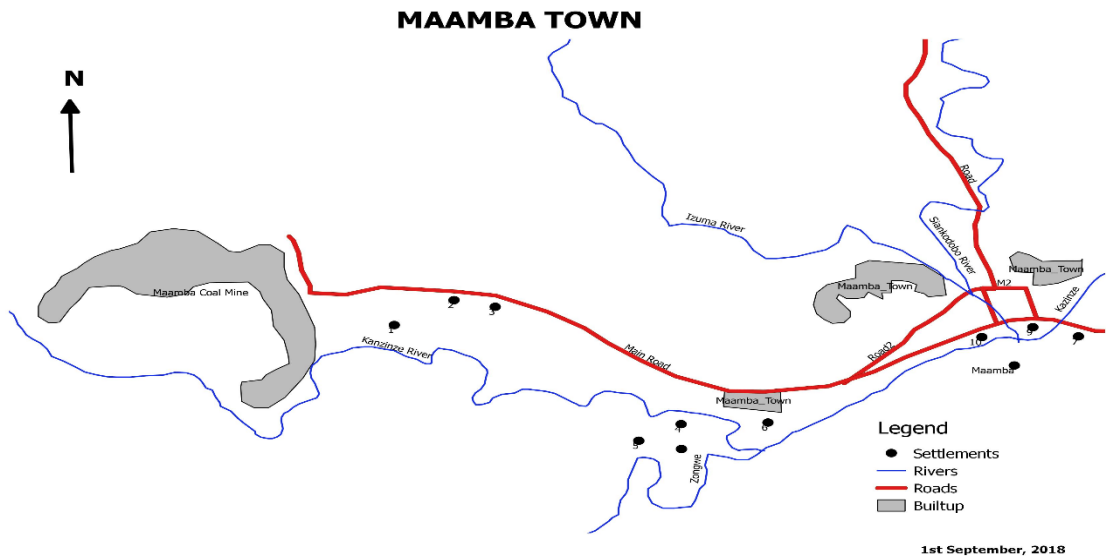 MAAMBA TOWN
N
Izuma River
Siankodobo River
Road
Maamba_Town
Maamba_Town
M2
Kazinze
Maamba Coal Mine
2
3
1
Kanzinze River
Main Road
Road2
10
9
7
Maamba
Maamba_Town
4
5
6
Zongwe
Legend
Settlements
Rivers
Roads
Builtup
1st September, 2018